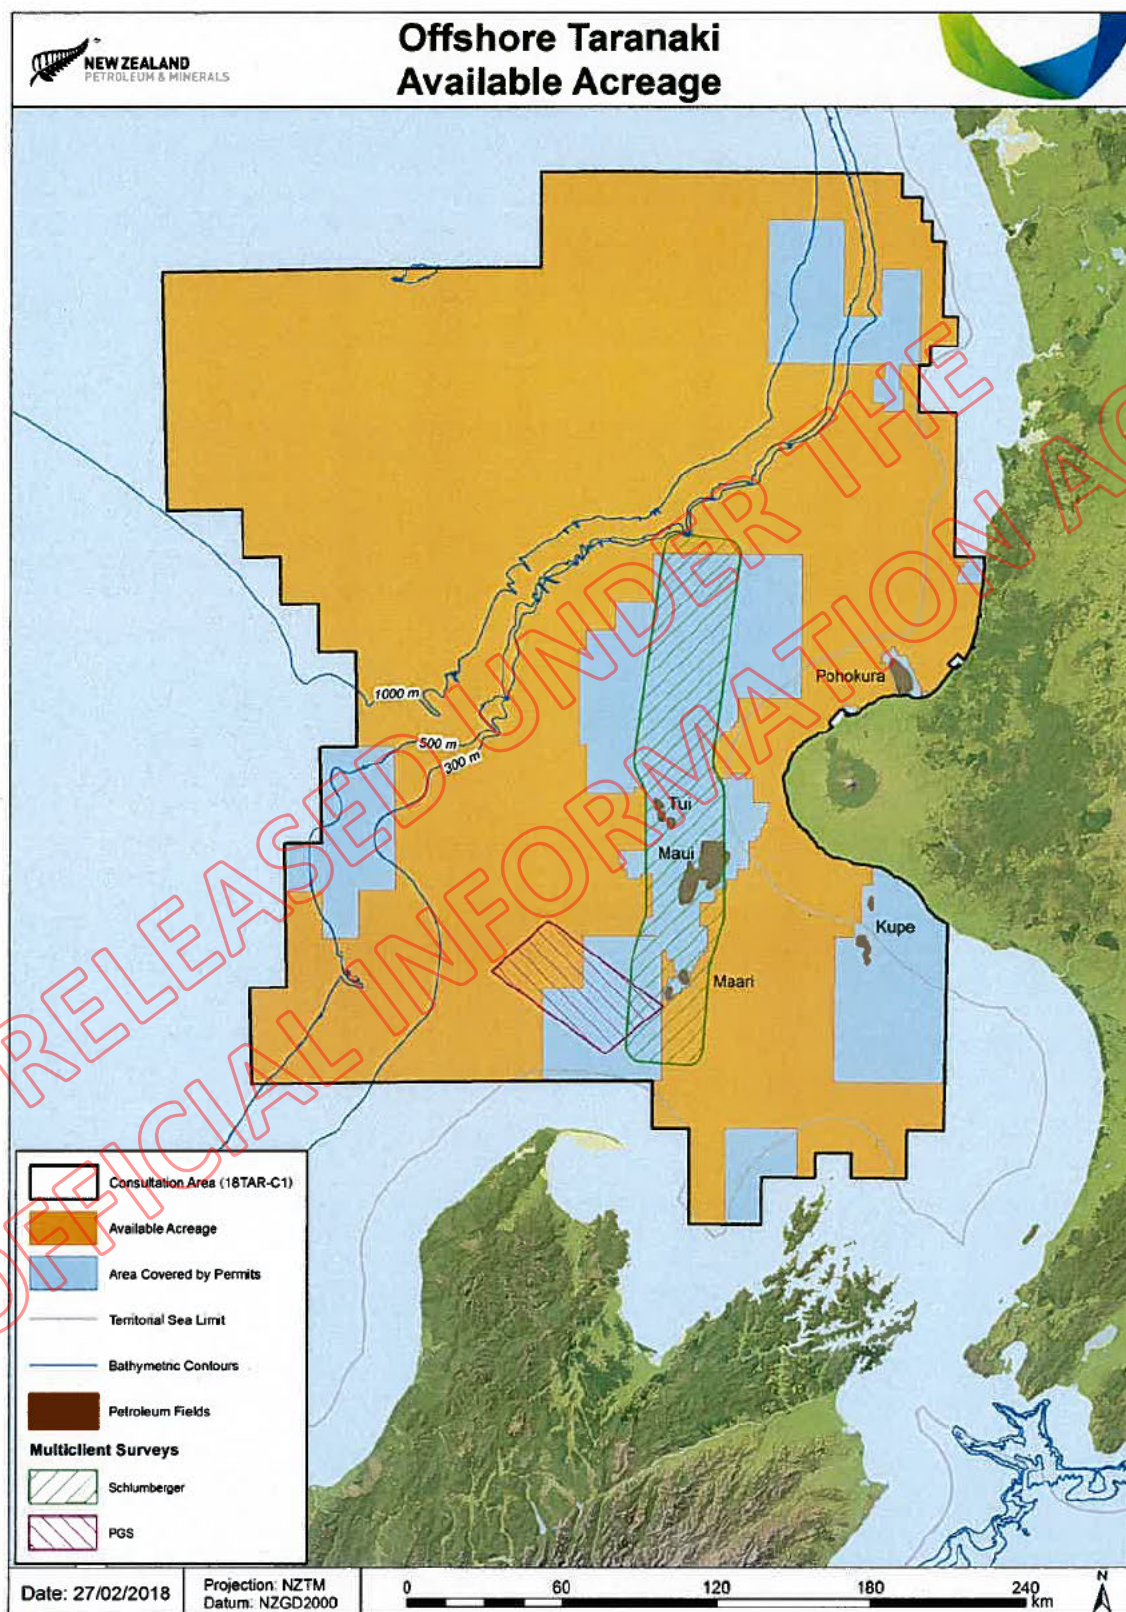 NEW ZEALAND
PETROLEUM & MINERALS
Offshore Taranaki
Available Acreage
1000 m
500 m
300 m
Pohokura
Tui
Maui
Kupe
Maari
RELEASED UNDER THE
OFFICIAL INFORMATION AC
Consultation Area (18TAR-C1)
Available Acreage
Area Covered by Permits
Territorial Sea Limit
Bathymetric Contours
Petroleum Fields
Multiclient Surveys
Schlumberger
PGS
Date: 27/02/2018
Projection: NZTM
Datum: NZGD2000
0 60 120 180 240
km
N